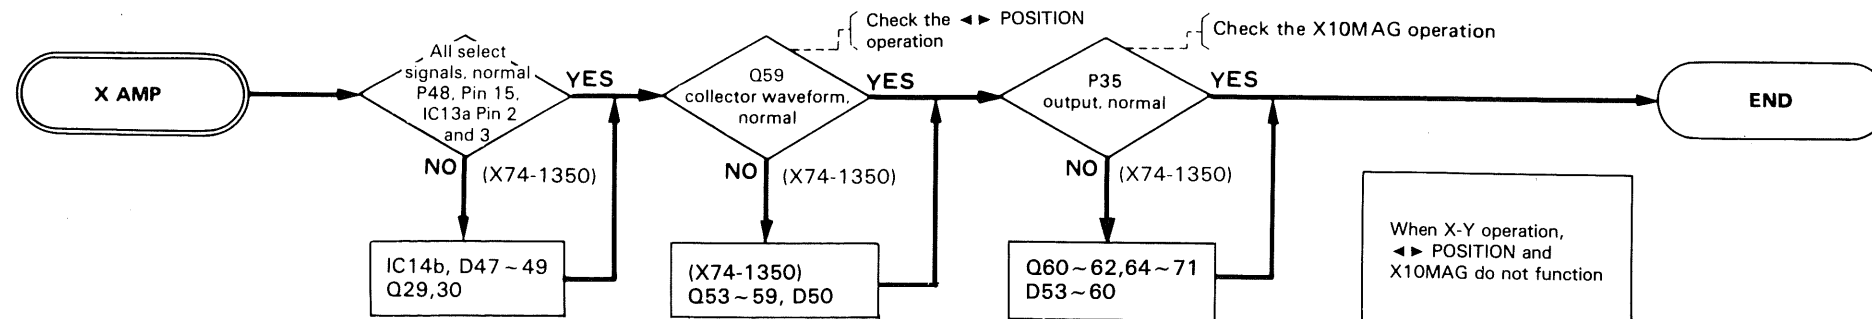 X AMP
All select
signals, normal
P48, Pin 15,
IC13a Pin 2
and 3
YES
NO
(X74-1350)
IC14b, D47~49
Q29,30
Check the ◄ ► POSITION
operation
Q59
collector waveform,
normal
YES
NO
(X74-1350)
(X74-1350)
Q53~59, D50
Check the X10MAG operation
P35
output, normal
YES
NO
(X74-1350)
Q60~62,64~71
D53~60
END
When X-Y operation,
◄ ► POSITION and
X10MAG do not function